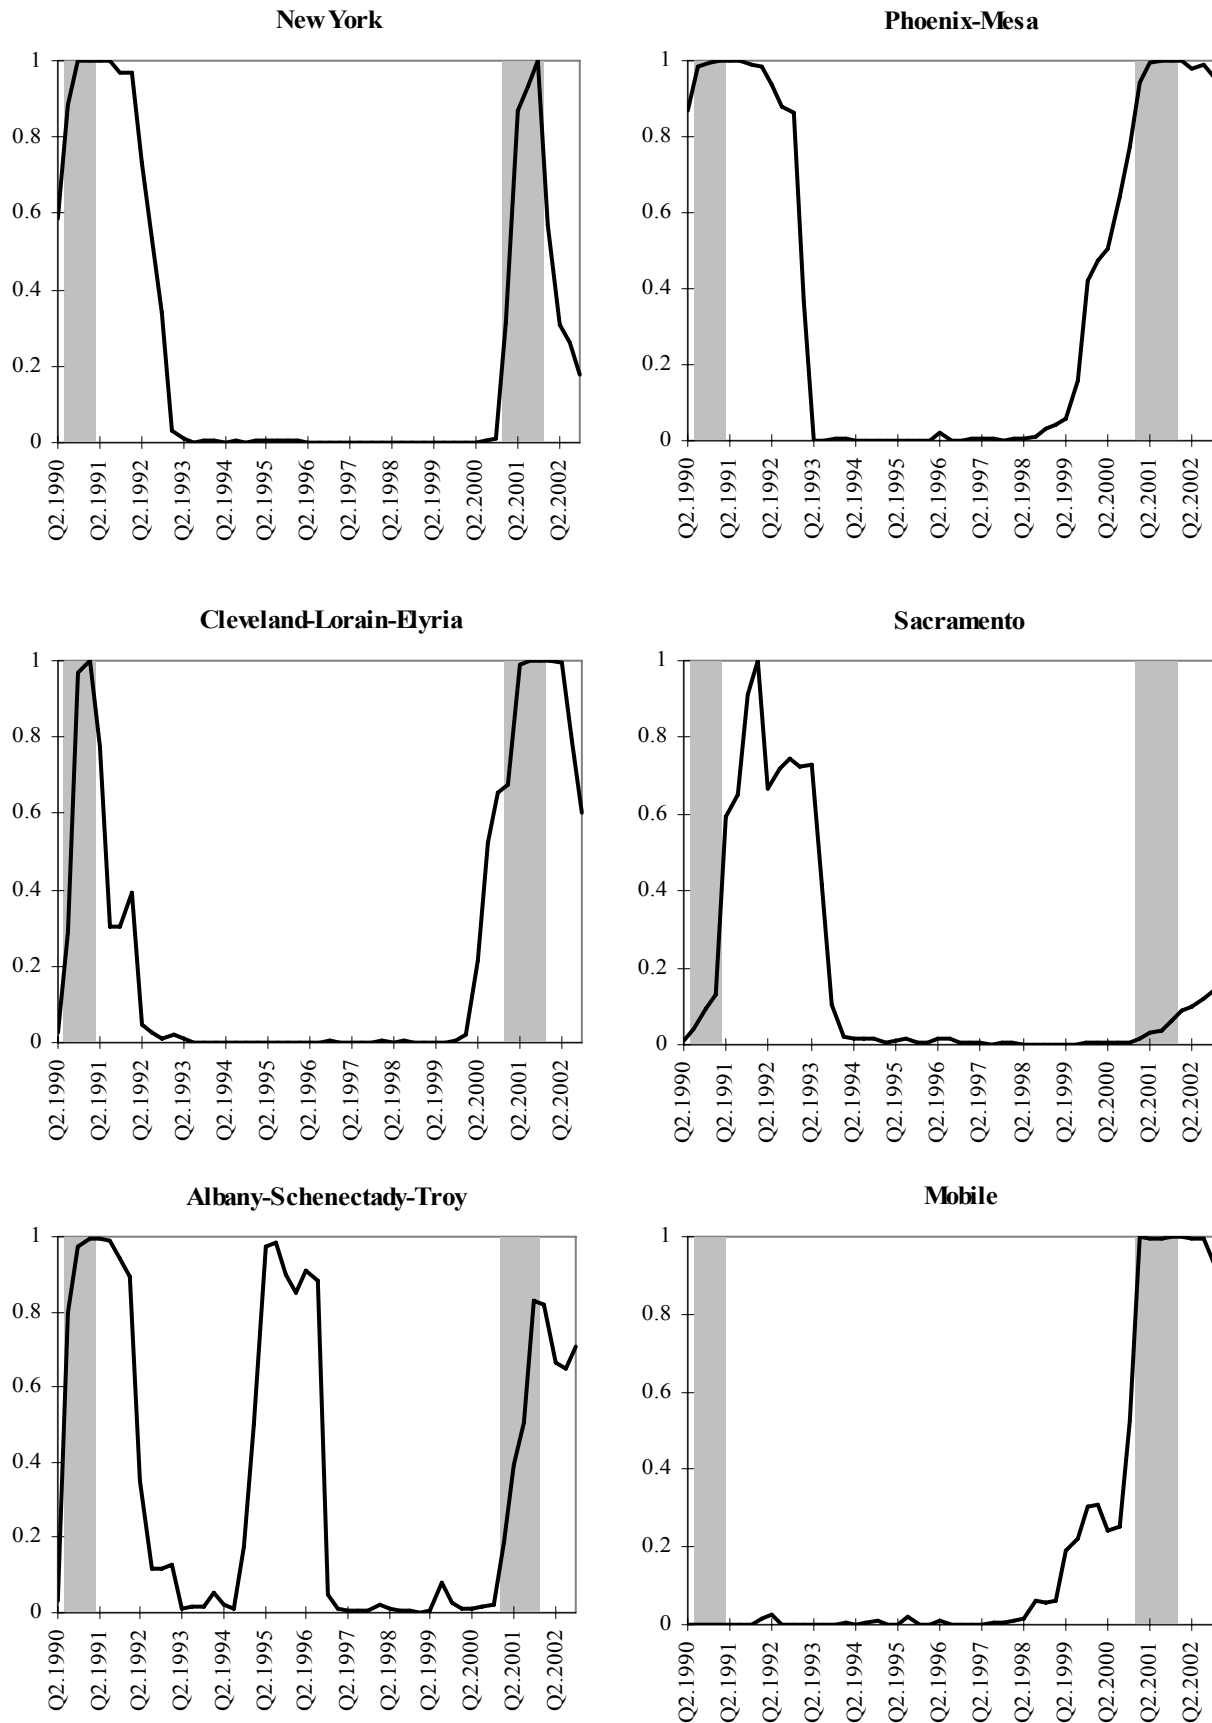 New York
1
0.8
0.6
0.4
0.2
0
Q2.1990
Q2.1991
Q2.1992
Q2.1993
Q2.1994
Q2.1995
Q2.1996
Q2.1997
Q2.1998
Q2.1999
Q2.2000
Q2.2001
Q2.2002
Phoenix-Mesa
1
0.8
0.6
0.4
0.2
0
Q2.1990
Q2.1991
Q2.1992
Q2.1993
Q2.1994
Q2.1995
Q2.1996
Q2.1997
Q2.1998
Q2.1999
Q2.2000
Q2.2001
Q2.2002
Cleveland-Lorain-Elyria
1
0.8
0.6
0.4
0.2
0
Q2.1990
Q2.1991
Q2.1992
Q2.1993
Q2.1994
Q2.1995
Q2.1996
Q2.1997
Q2.1998
Q2.1999
Q2.2000
Q2.2001
Q2.2002
Sacramento
1
0.8
0.6
0.4
0.2
0
Q2.1990
Q2.1991
Q2.1992
Q2.1993
Q2.1994
Q2.1995
Q2.1996
Q2.1997
Q2.1998
Q2.1999
Q2.2000
Q2.2001
Q2.2002
Albany-Schenectady-Troy
1
0.8
0.6
0.4
0.2
0
Q2.1990
Q2.1991
Q2.1992
Q2.1993
Q2.1994
Q2.1995
Q2.1996
Q2.1997
Q2.1998
Q2.1999
Q2.2000
Q2.2001
Q2.2002
Mobile
1
0.8
0.6
0.4
0.2
0
Q2.1990
Q2.1991
Q2.1992
Q2.1993
Q2.1994
Q2.1995
Q2.1996
Q2.1997
Q2.1998
Q2.1999
Q2.2000
Q2.2001
Q2.2002